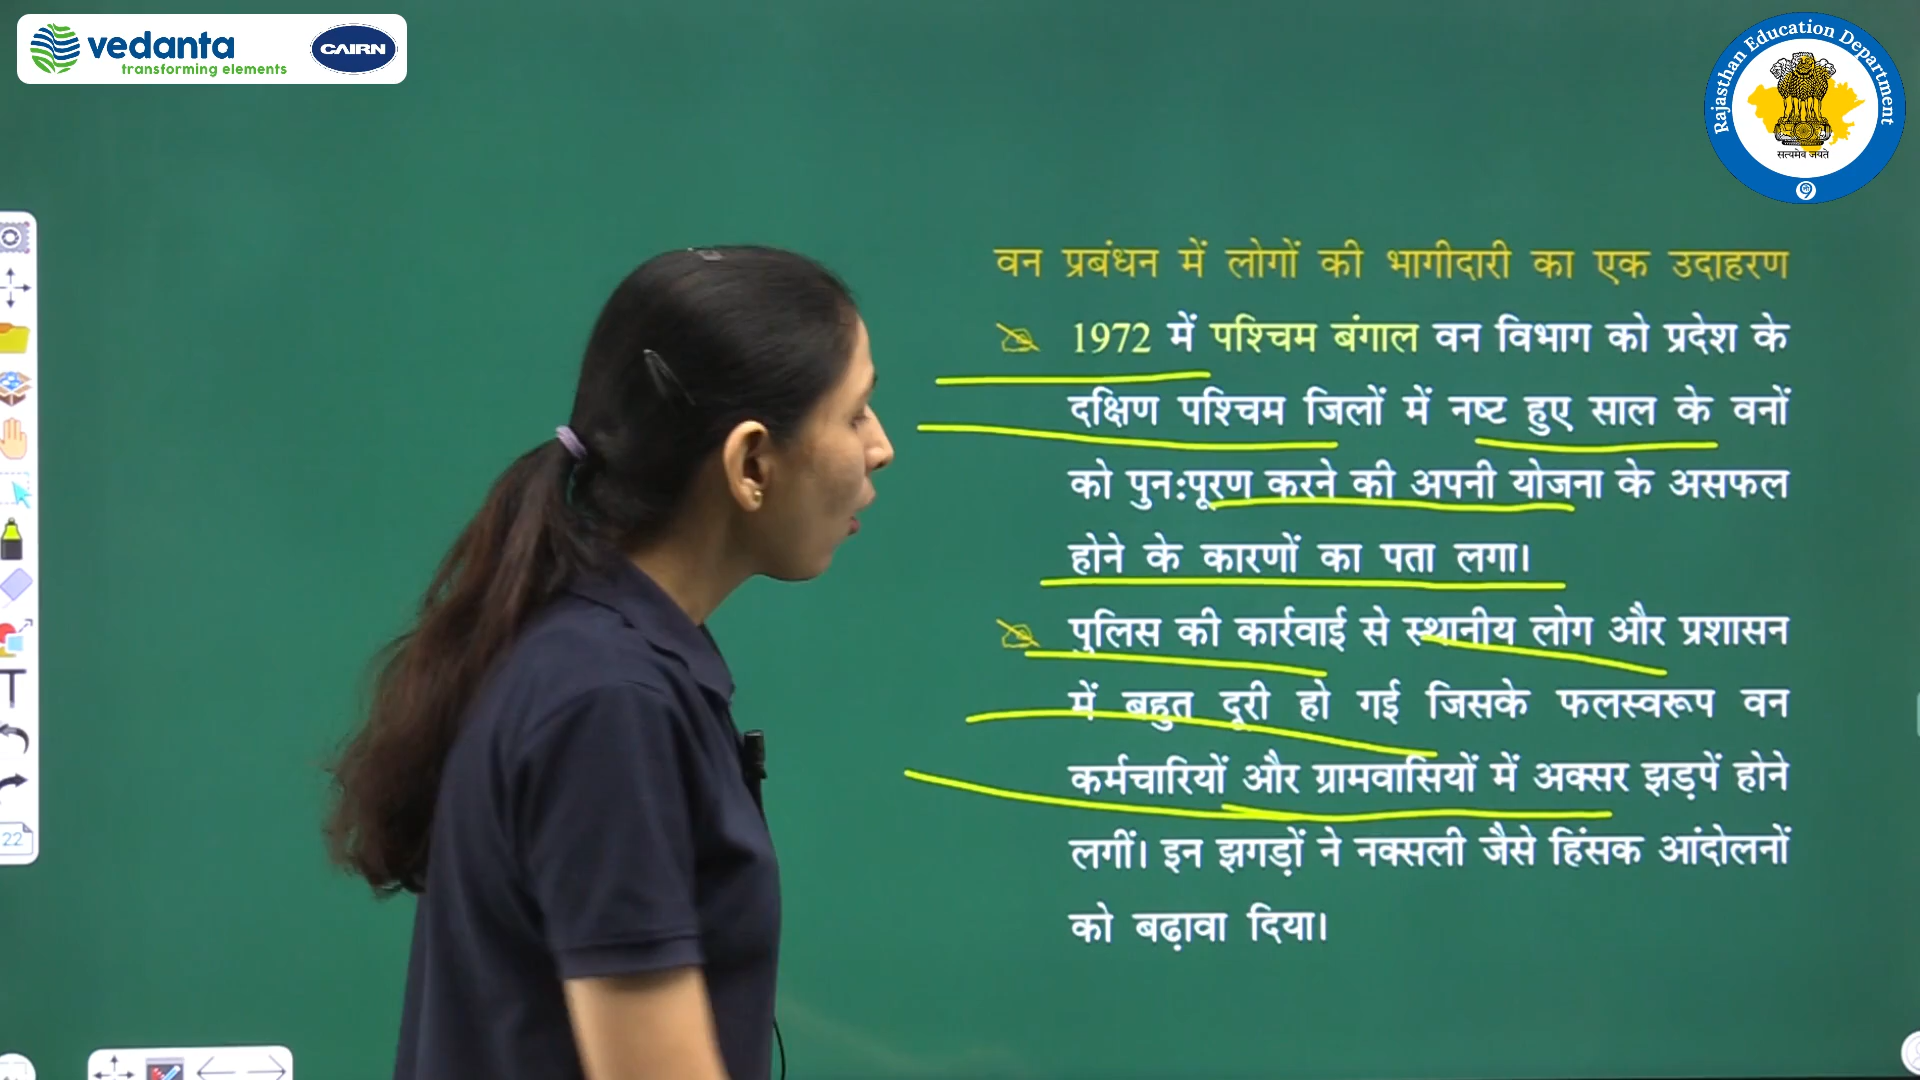 vedanta
transforming elements
CAIRN
Rajasthan Education Department
सत्यमेव जयते
वन प्रबंधन में लोगों की भागीदारी का एक उदाहरण
1972 में पश्चिम बंगाल वन विभाग को प्रदेश के
दक्षिण पश्चिम जिलों में नष्ट हुए साल के वनों
को पुनःपूरण करने की अपनी योजना के असफल
होने के कारणों का पता लगा।
पुलिस की कार्रवाई से स्थानीय लोग और प्रशासन
में बहुत दूरी हो गई जिसके फलस्वरूप वन
कर्मचारियों और ग्रामवासियों में अक्सर झड़पें होने
लगीं। इन झगड़ों ने नक्सली जैसे हिंसक आंदोलनों
को बढ़ावा दिया।
T
22